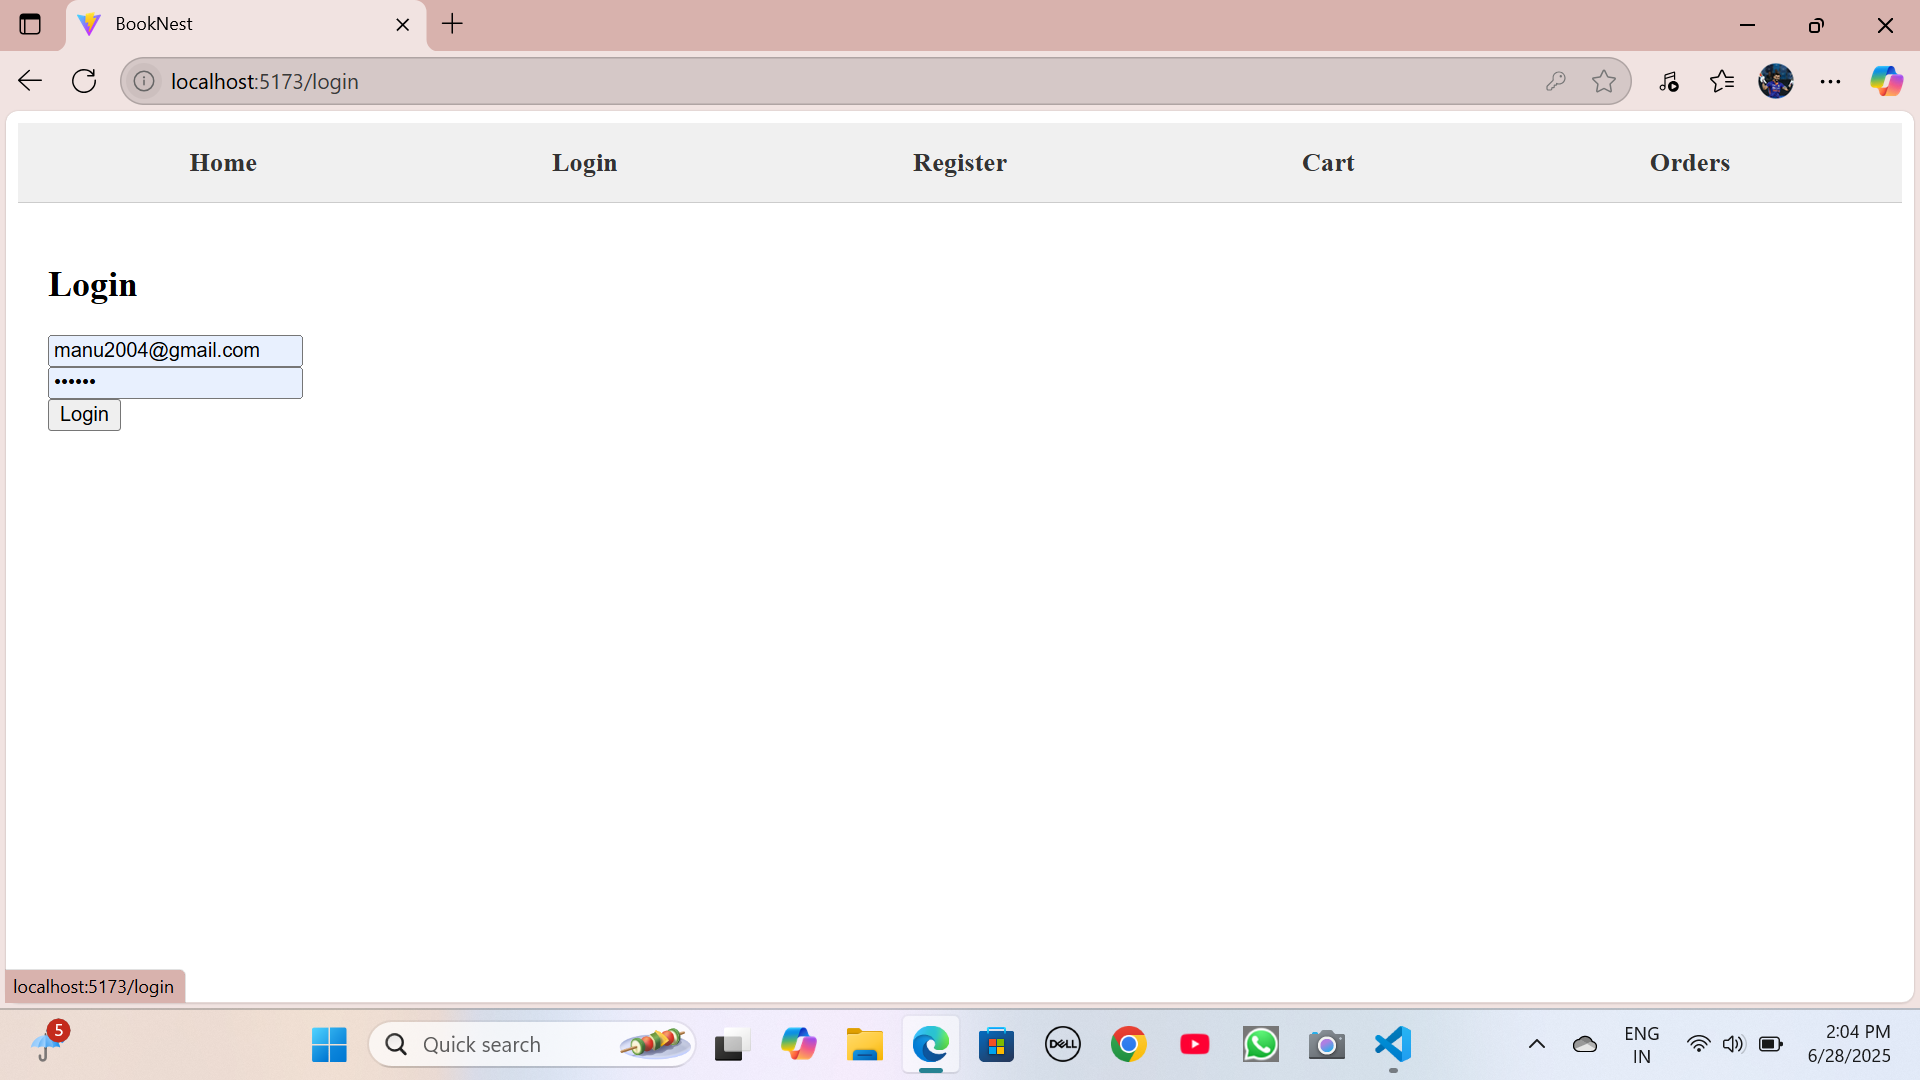 BookNest
localhost:5173/login
Home Login Register Cart Orders
Login
manu2004@gmail.com
••••••
Login
localhost:5173/login
5
Quick search
DELL
ENG
IN
2:04 PM
6/28/2025